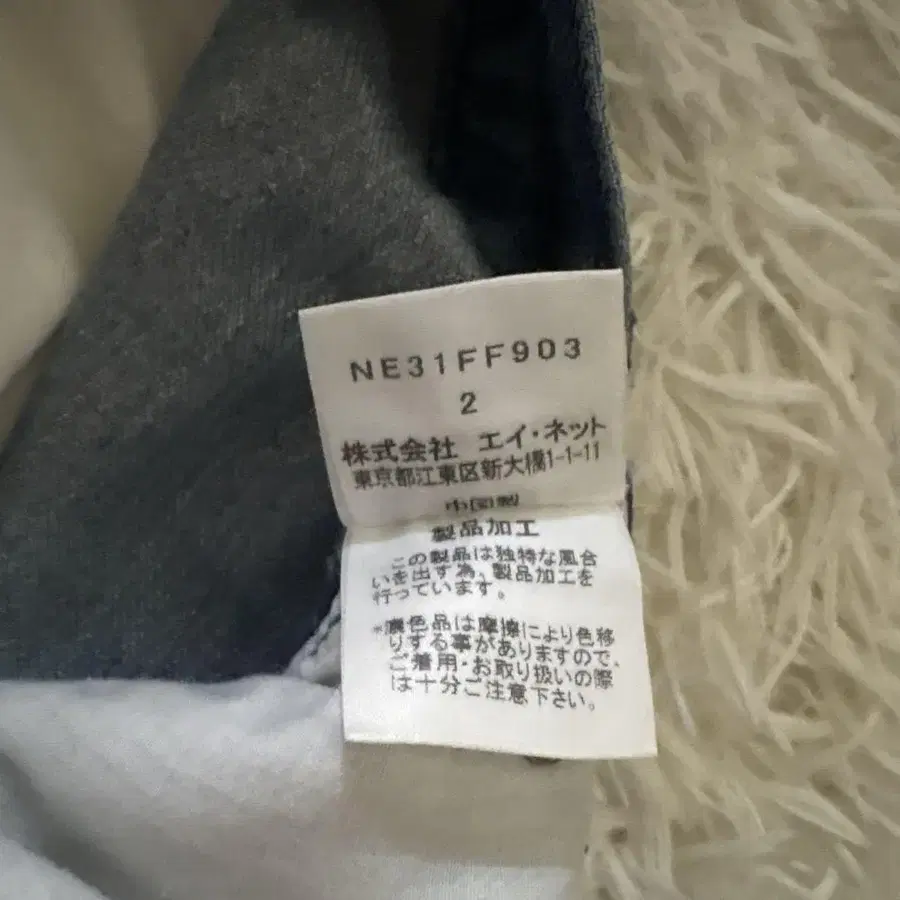 NE31FF903
2
株式会社 エイ・ネット
東京都江東区新大橋1-1-11
中国製
製品加工
この製品は独特な風合
いを出す為、製品加工を
行っています。
*濃色品は摩擦により色移
りする事がありますので、
ご着用・お取り扱いの際
は十分ご注意下さい。